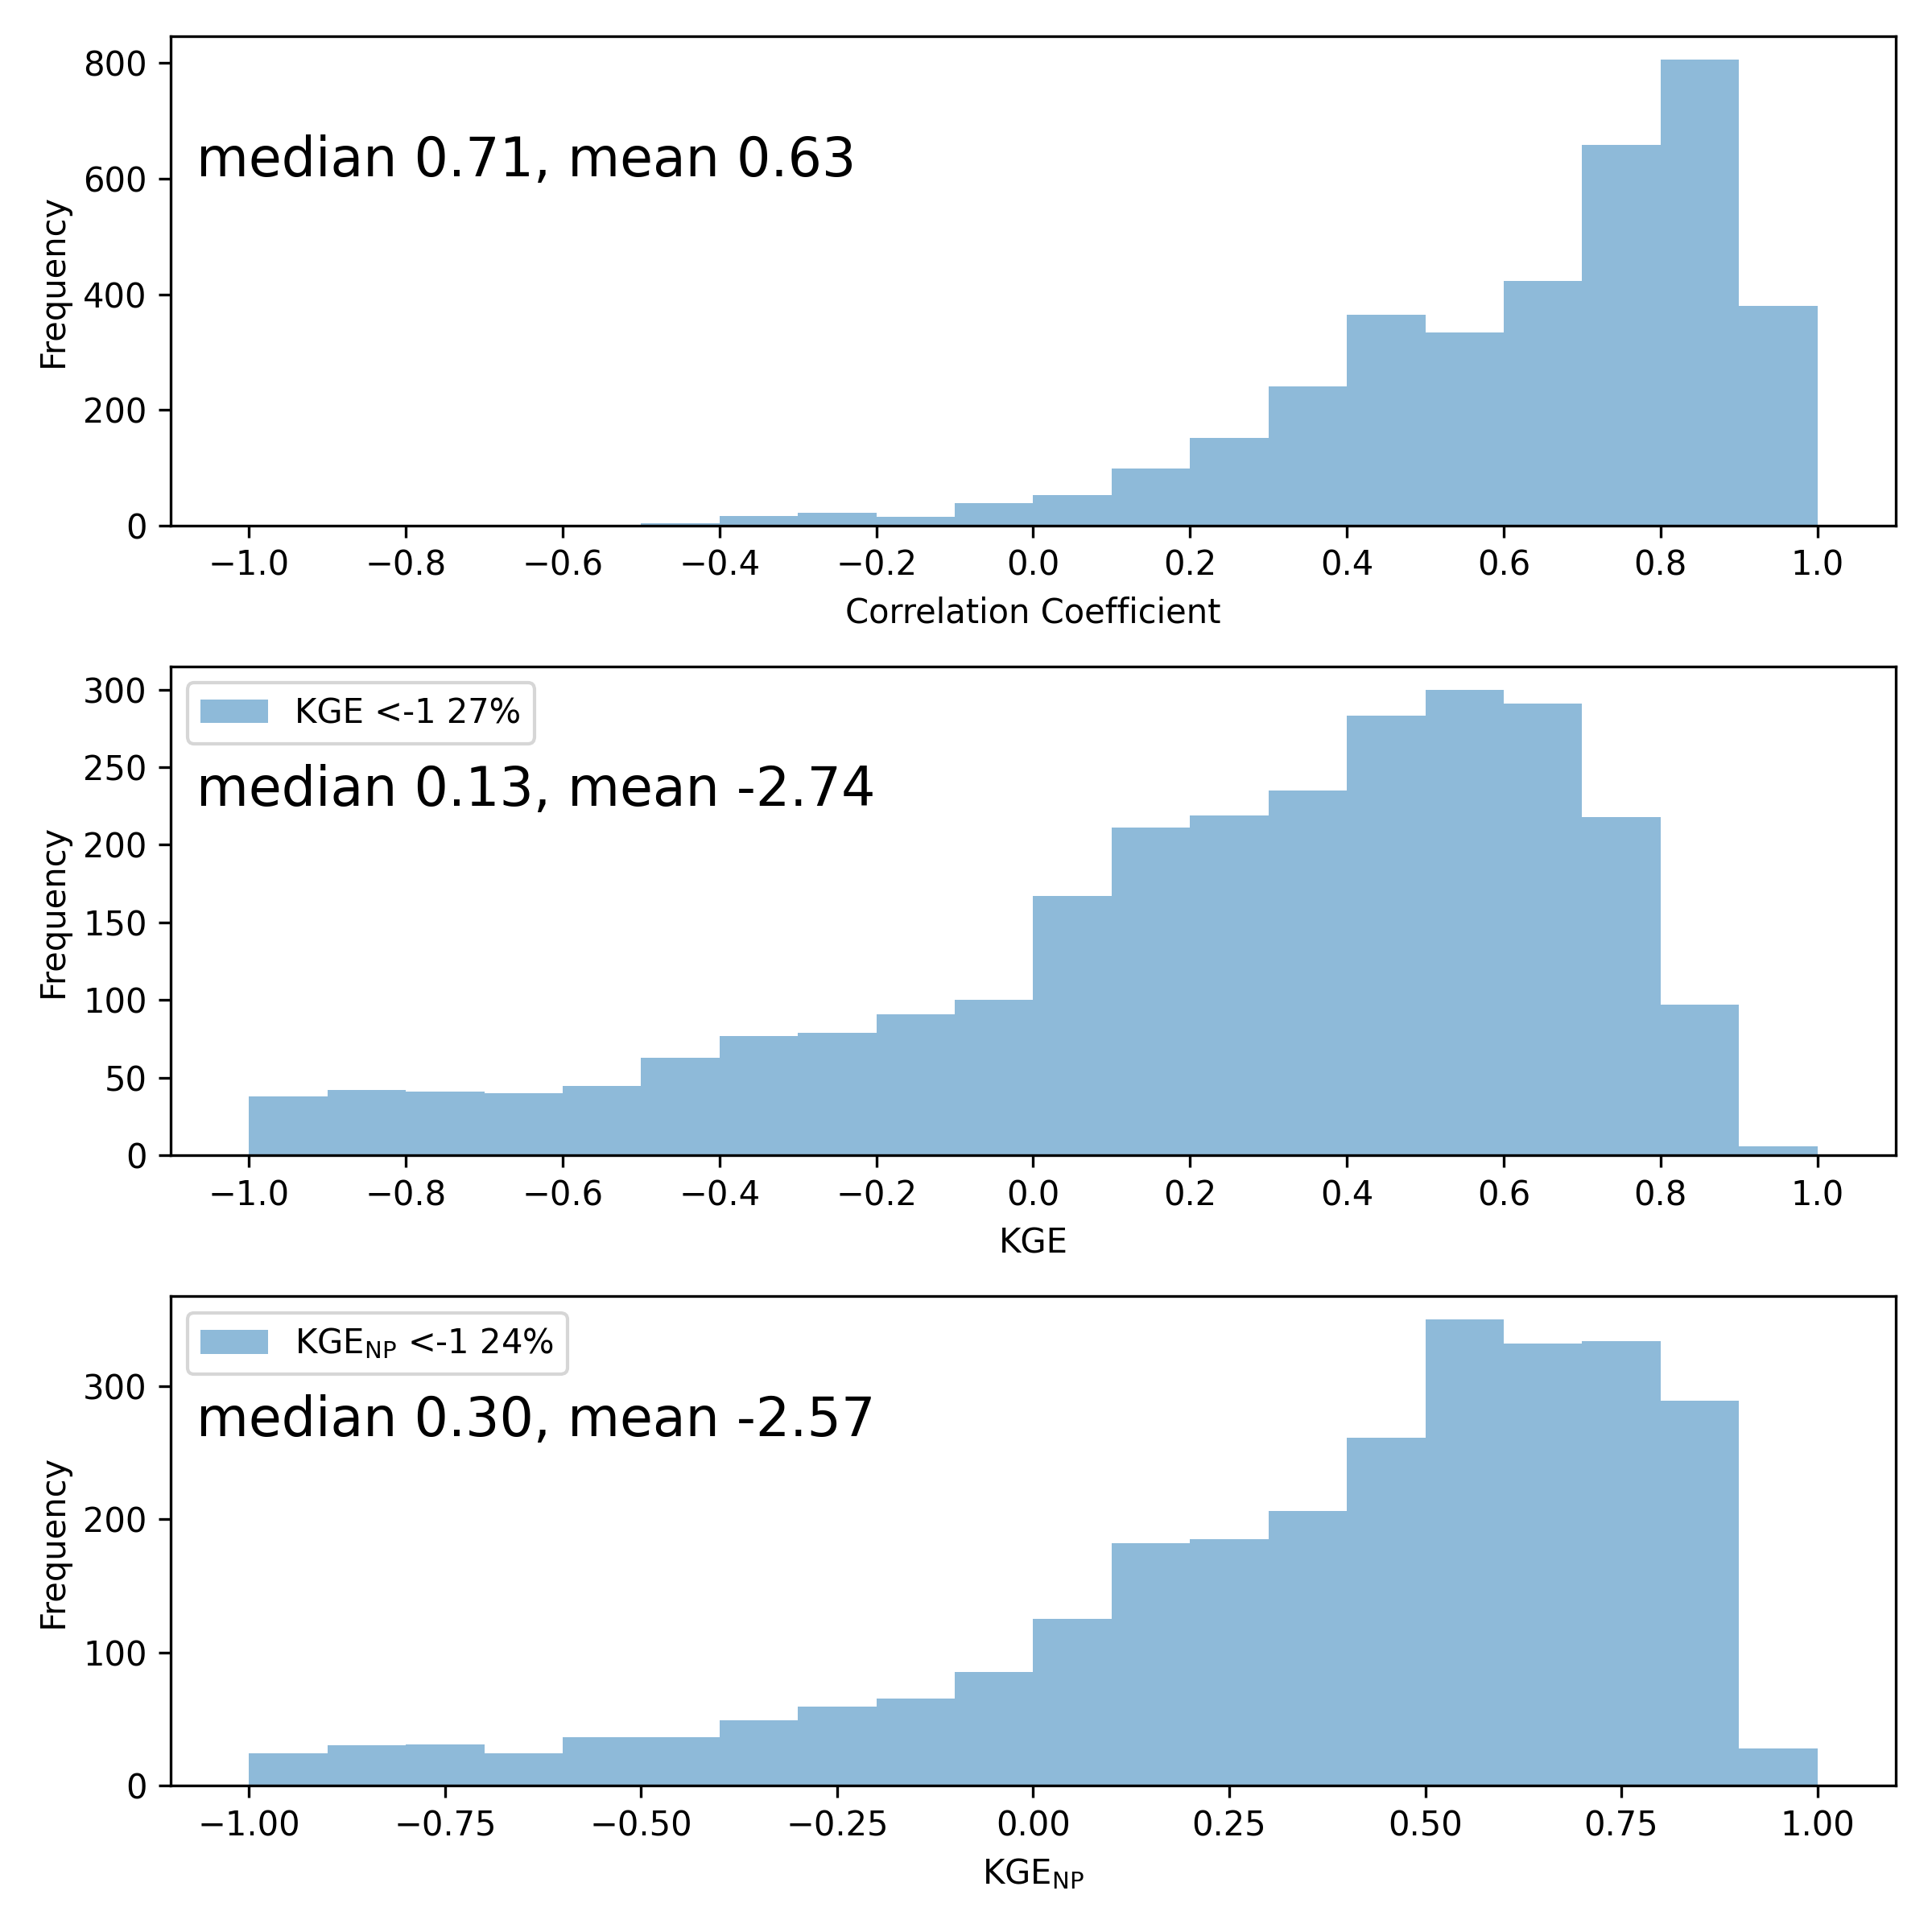 800
600
400
200
0
Frequency
median 0.71, mean 0.63
−1.0 −0.8 −0.6 −0.4 −0.2 0.0 0.2 0.4 0.6 0.8 1.0
Correlation Coefficient
300
250
200
150
100
50
0
Frequency
KGE <-1 27%
median 0.13, mean -2.74
−1.0 −0.8 −0.6 −0.4 −0.2 0.0 0.2 0.4 0.6 0.8 1.0
KGE
300
200
100
0
Frequency
KGE_NP <-1 24%
median 0.30, mean -2.57
−1.00 −0.75 −0.50 −0.25 0.00 0.25 0.50 0.75 1.00
KGE_NP